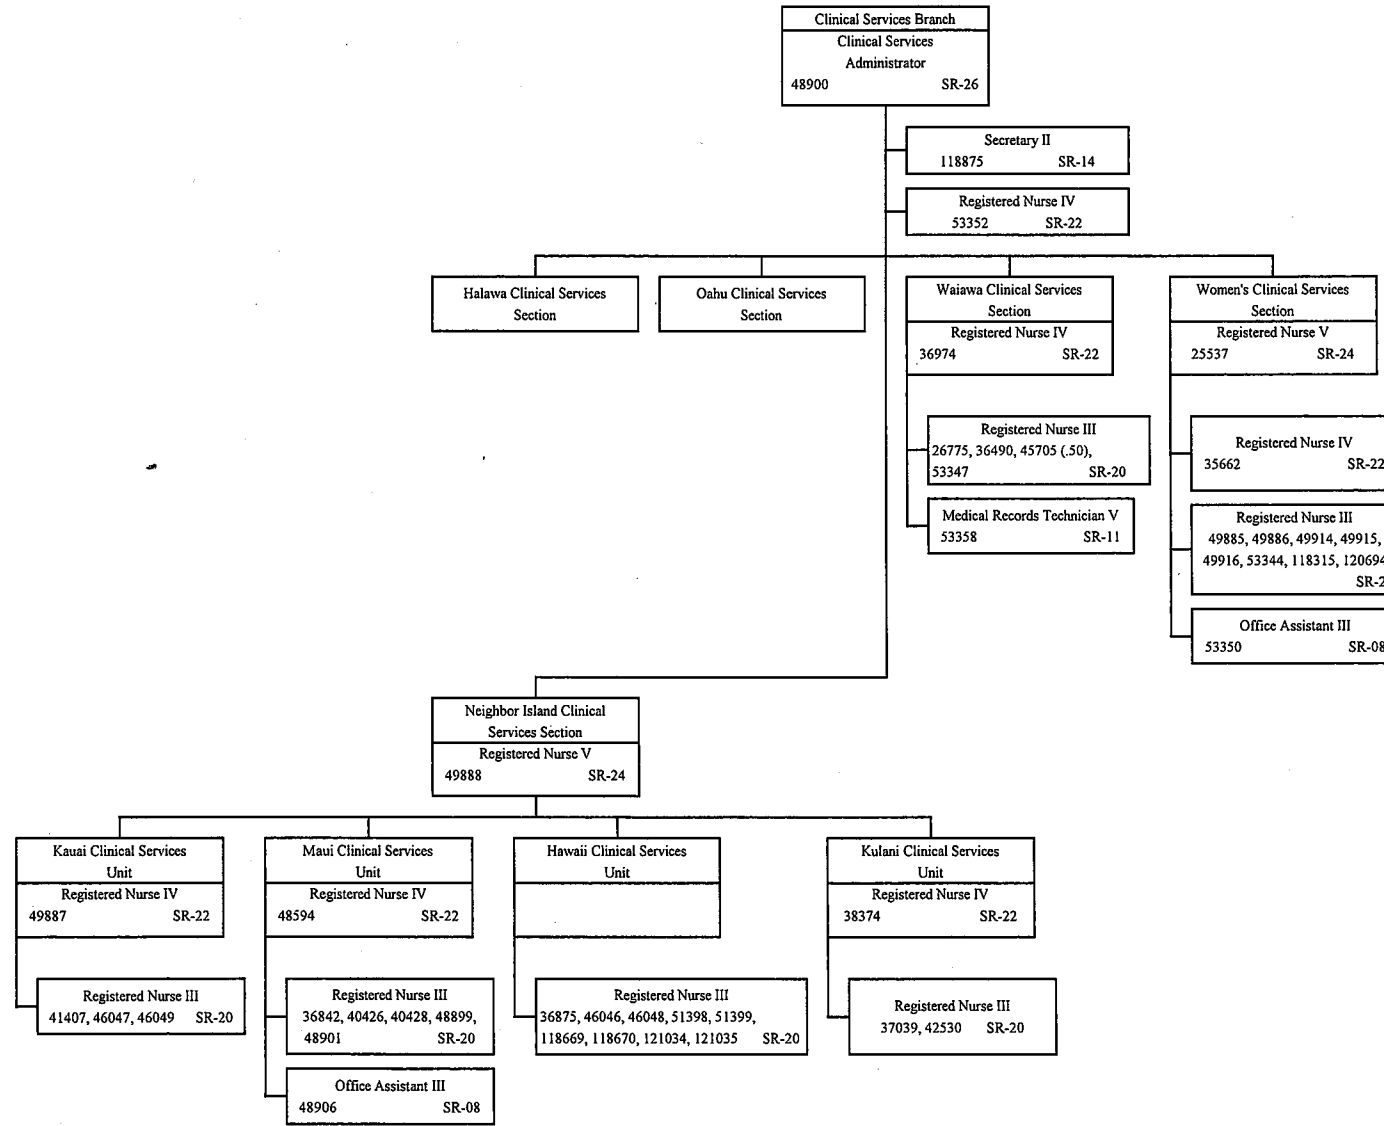 Clinical Services Branch
Clinical Services
Administrator
48900 SR-26
Secretary II
118875 SR-14
Registered Nurse IV
53352 SR-22
Halawa Clinical Services
Section
Oahu Clinical Services
Section
Waiawa Clinical Services
Section
Registered Nurse IV
36974 SR-22
Women's Clinical Services
Section
Registered Nurse V
25537 SR-24
Registered Nurse III
26775, 36490, 45705 (.50),
53347 SR-20
Medical Records Technician V
53358 SR-11
Registered Nurse IV
35662 SR-22
Registered Nurse III
49885, 49886, 49914, 49915,
49916, 53344, 118315, 120694
SR-2
Office Assistant III
53350 SR-08
Neighbor Island Clinical
Services Section
Registered Nurse V
49888 SR-24
Kauai Clinical Services
Unit
Registered Nurse IV
49887 SR-22
Registered Nurse III
41407, 46047, 46049 SR-20
Maui Clinical Services
Unit
Registered Nurse IV
48594 SR-22
Registered Nurse III
36842, 40426, 40428, 48899,
48901 SR-20
Office Assistant III
48906 SR-08
Hawaii Clinical Services
Unit
Registered Nurse III
36875, 46046, 46048, 51398, 51399,
118669, 118670, 121034, 121035 SR-20
Kulani Clinical Services
Unit
Registered Nurse IV
38374 SR-22
Registered Nurse III
37039, 42530 SR-20